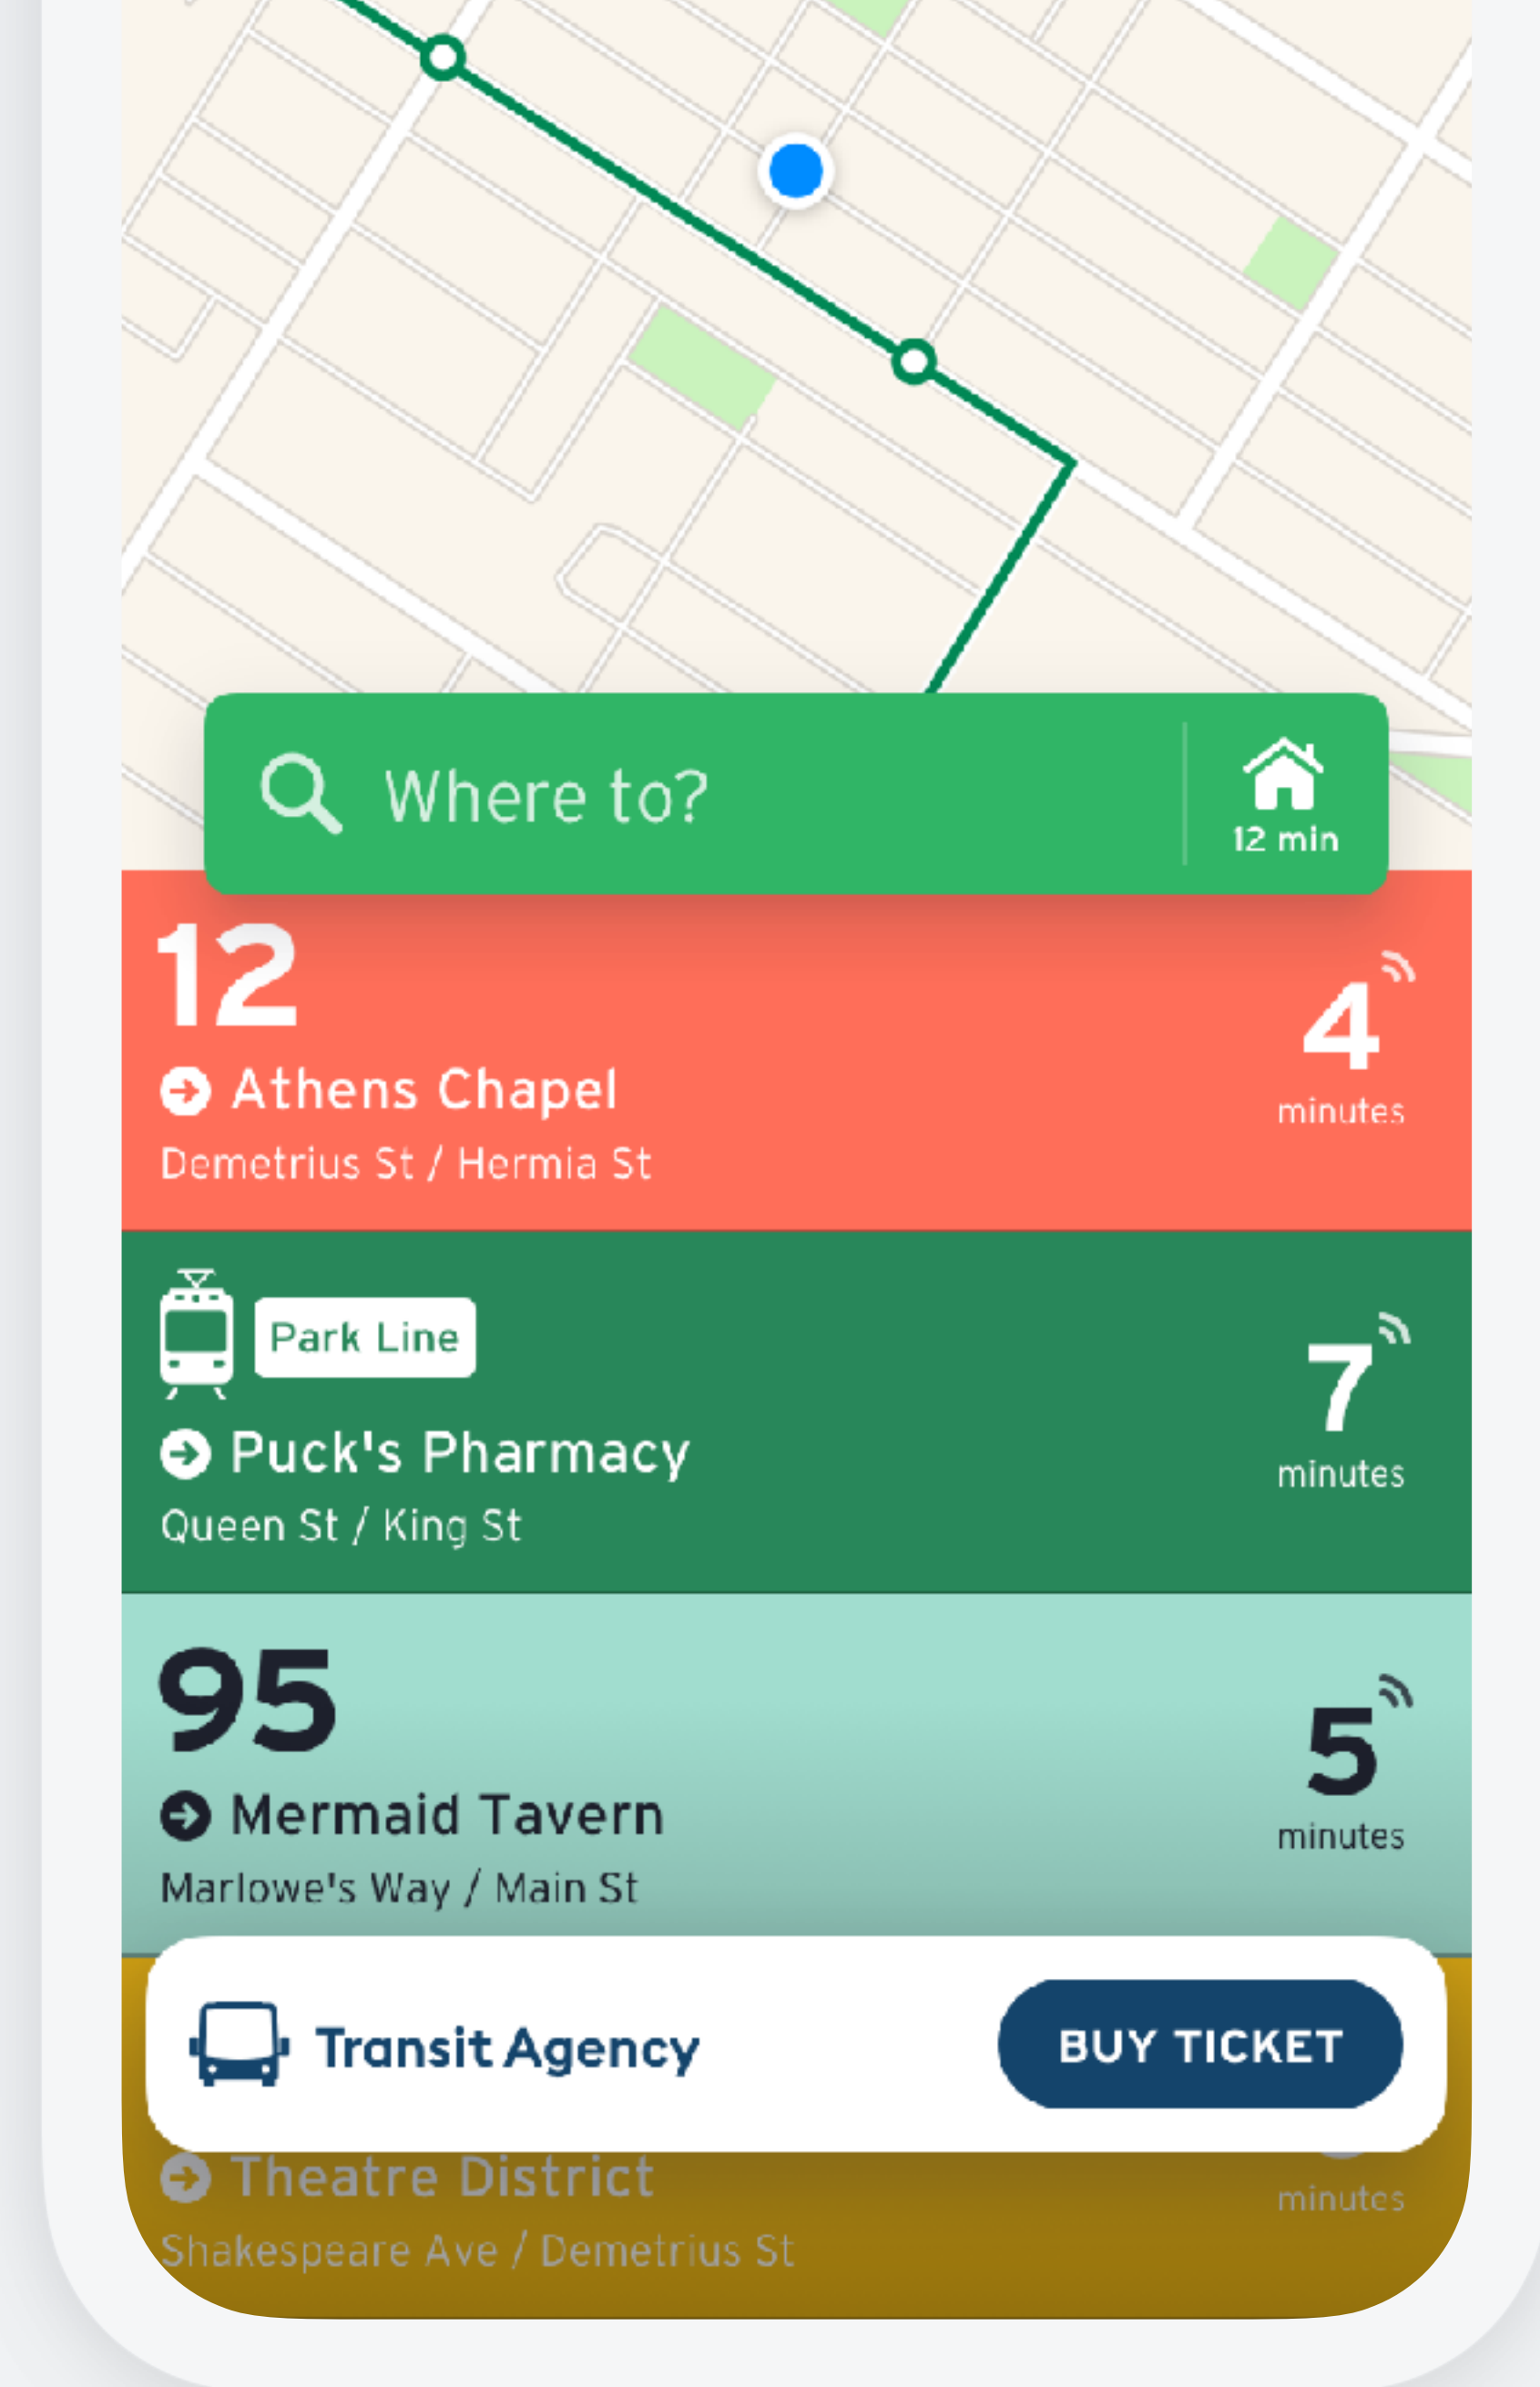 Where to?
12 min
12
4
minutes
Athens Chapel
Demetrius St / Hermia St
Park Line
7
minutes
Puck's Pharmacy
Queen St / King St
95
5
minutes
Mermaid Tavern
Marlowe's Way / Main St
Transit Agency
BUY TICKET
Theatre District
minutes
Shakespeare Ave / Demetrius St